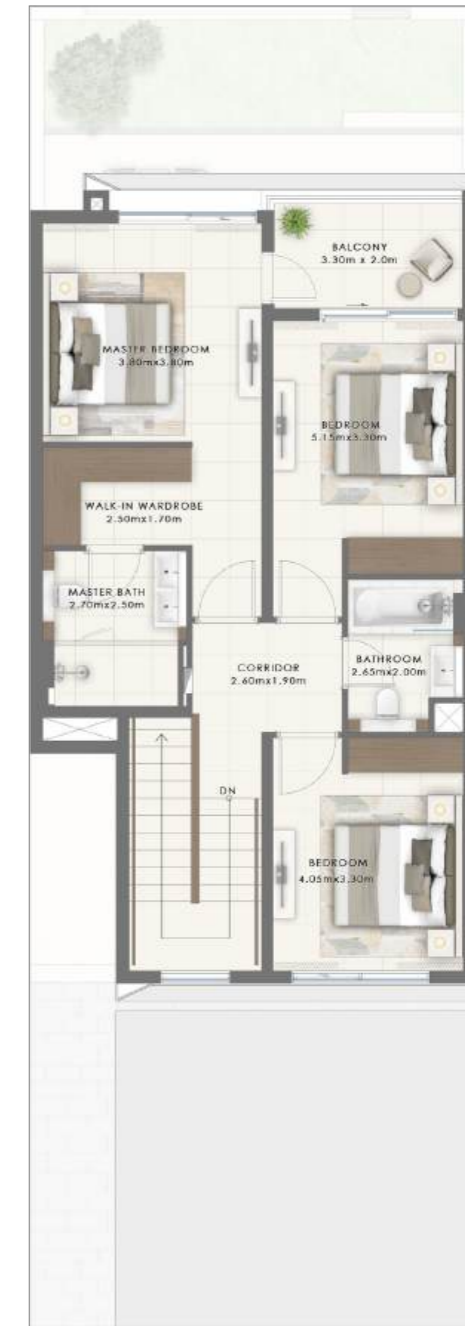 BALCONY
3.30m x 2.0m
MASTER BEDROOM
3.80mx3.80m
BEDROOM
5.15mx3.30m
WALK-IN WARDROBE
2.50mx1.70m
MASTER BATH
2.70mx2.50m
CORRIDOR
2.60mx1.90m
BATHROOM
2.65mx2.00m
DN
BEDROOM
4.05mx3.30m